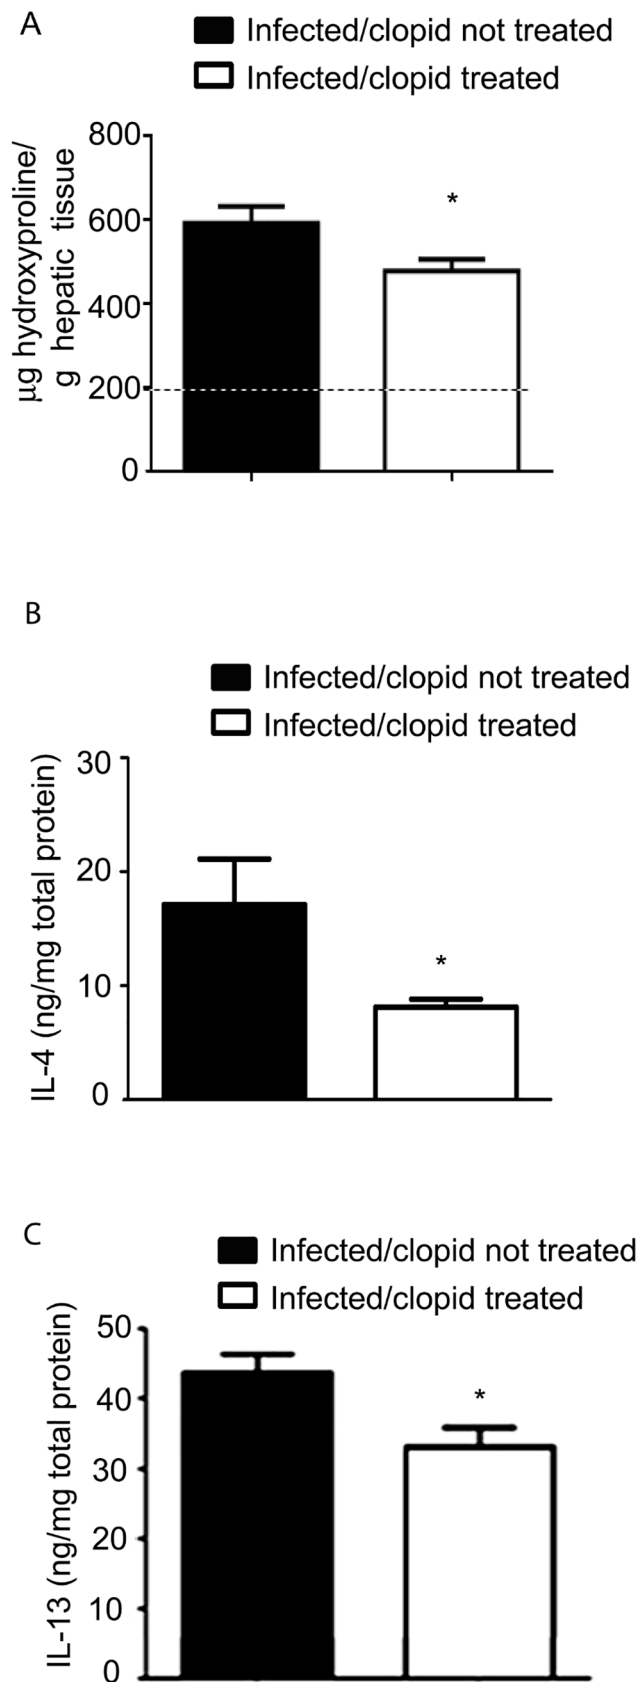 A
Infected/clopid not treated
Infected/clopid treated
µg hydroxyproline/
g hepatic tissue
800
600
400
200
0
*
B
Infected/clopid not treated
Infected/clopid treated
IL-4 (ng/mg total protein)
30
20
10
0
*
C
Infected/clopid not treated
Infected/clopid treated
IL-13 (ng/mg total protein)
50
40
30
20
10
0
*